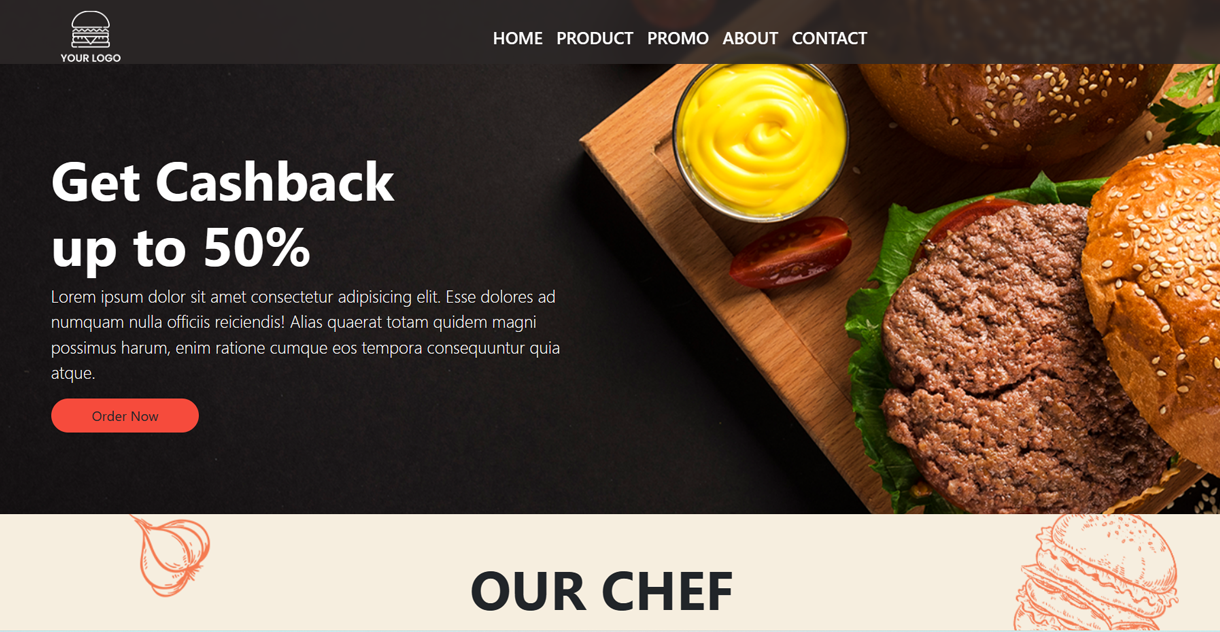 YOUR LOGO
HOME PRODUCT PROMO ABOUT CONTACT
Get Cashback
up to 50%
Lorem ipsum dolor sit amet consectetur adipisicing elit. Esse dolores ad
numquam nulla officiis reiciendis! Alias quaerat totam quidem magni
possimus harum, enim ratione cumque eos tempora consequuntur quia
atque.
Order Now
OUR CHEF